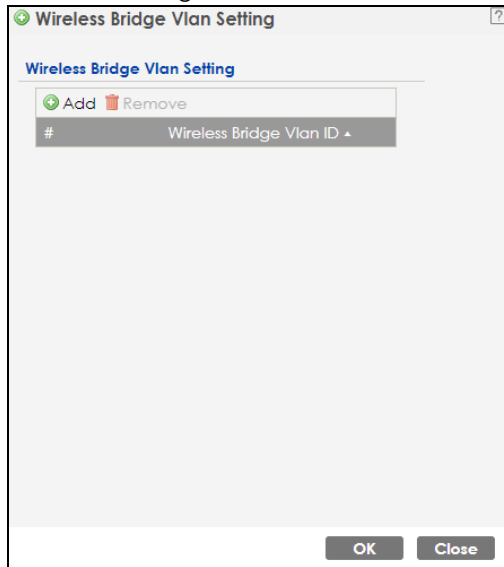 Wireless Bridge Vlan Setting
?
Wireless Bridge Vlan Setting
Add Remove
# Wireless Bridge Vlan ID
OK Close